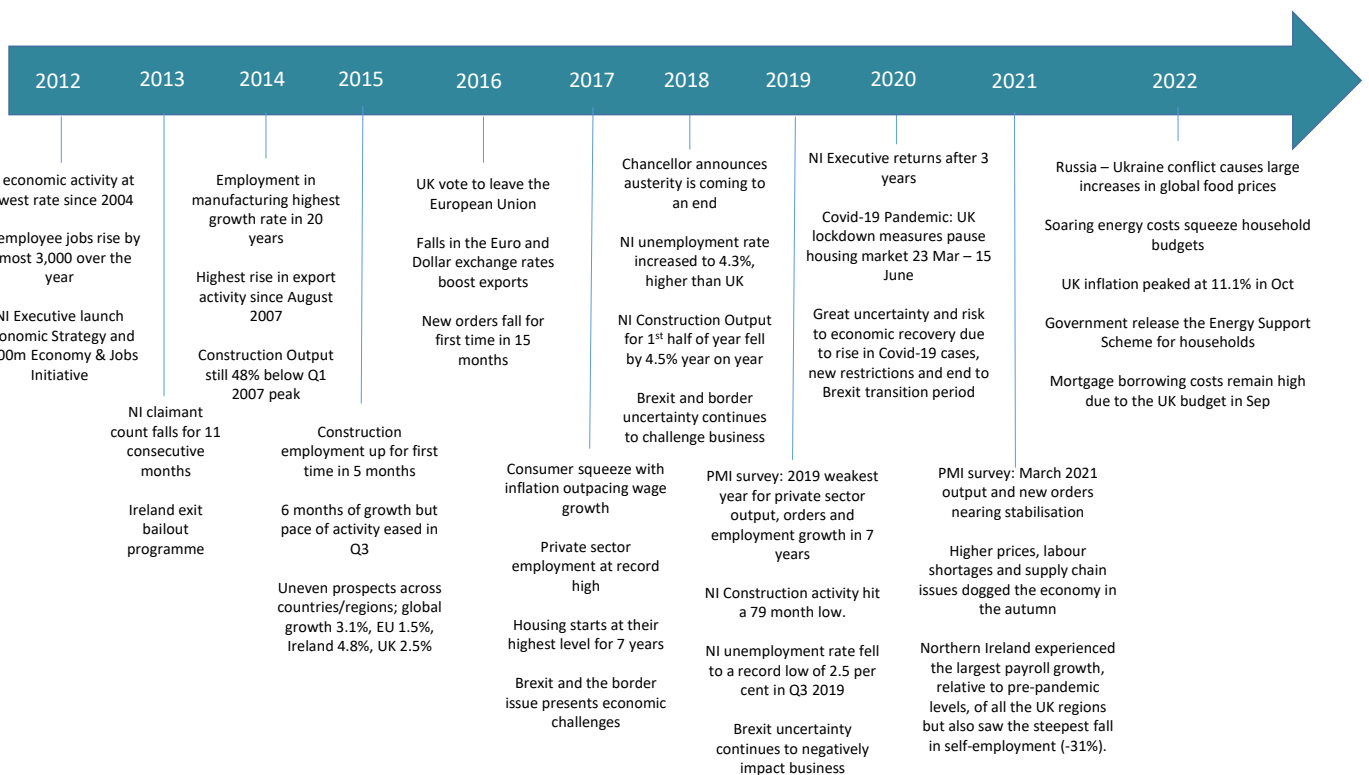 2012
2013
2014
2015
2016
2017
2018
2019
2020
2021
2022
economic activity at
rate since 2004
employee jobs rise by
3,000 over the
year
Executive launch
Strategy and
Economy & Jobs
Initiative
NI claimant
count falls for 11
consecutive
months
Ireland exit
bailout
programme
Employment in
manufacturing highest
growth rate in 20
years
Highest rise in export
activity since August
2007
Construction Output
still 48% below Q1
2007 peak
Construction
employment up for first
time in 5 months
6 months of growth but
pace of activity eased in
Q3
Uneven prospects across
countries/regions; global
growth 3.1%, EU 1.5%,
Ireland 4.8%, UK 2.5%
UK vote to leave the
European Union
Falls in the Euro and
Dollar exchange rates
boost exports
New orders fall for
first time in 15
months
Consumer squeeze with
inflation outpacing wage
growth
Private sector
employment at record
high
Housing starts at their
highest level for 7 years
Brexit and the border
issue presents economic
challenges
Chancellor announces
austerity is coming to
an end
NI unemployment rate
increased to 4.3%,
higher than UK
NI Construction Output
for 1st half of year fell
by 4.5% year on year
Brexit and border
uncertainty continues
to challenge business
PMI survey: 2019 weakest
year for private sector
output, orders and
employment growth in 7
years
NI Construction activity hit
a 79 month low.
NI unemployment rate fell
to a record low of 2.5 per
cent in Q3 2019
Brexit uncertainty
continues to negatively
impact business
NI Executive returns after 3
years
Covid-19 Pandemic: UK
lockdown measures pause
housing market 23 Mar – 15
June
Great uncertainty and risk
to economic recovery due
to rise in Covid-19 cases,
new restrictions and end to
Brexit transition period
PMI survey: March 2021
output and new orders
nearing stabilisation
Higher prices, labour
shortages and supply chain
issues dogged the economy in
the autumn
Northern Ireland experienced
the largest payroll growth,
relative to pre-pandemic
levels, of all the UK regions
but also saw the steepest fall
in self-employment (-31%).
Russia – Ukraine conflict causes large
increases in global food prices
Soaring energy costs squeeze household
budgets
UK inflation peaked at 11.1% in Oct
Government release the Energy Support
Scheme for households
Mortgage borrowing costs remain high
due to the UK budget in Sep